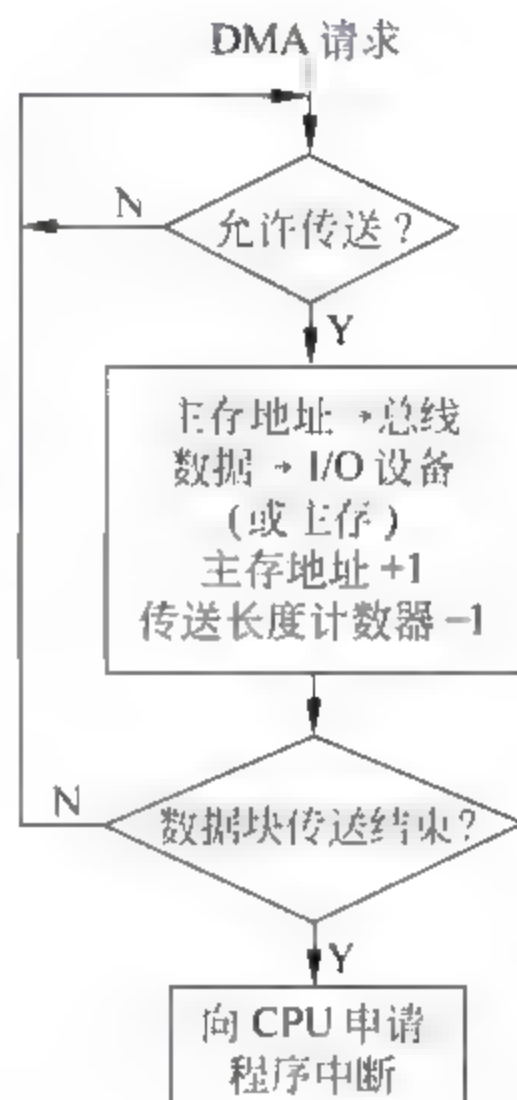 DMA 请求
N
允许传送？
Y
主存地址→总线
数据→I/O 设备
（或主存）
主存地址+1
传送长度计数器-1
N
数据块传送结束？
Y
向 CPU 申请
程序中断